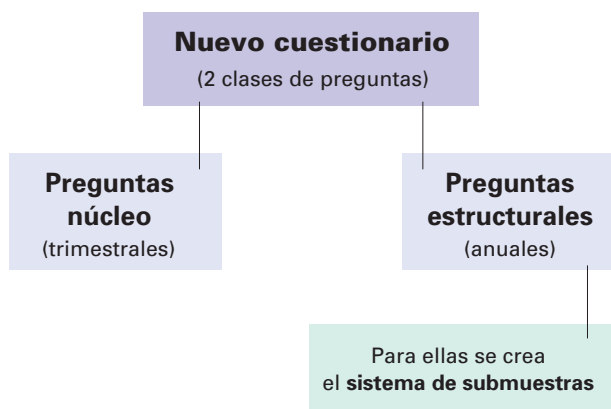 Nuevo cuestionario
(2 clases de preguntas)
Preguntas
núcleo
(trimestrales)
Preguntas
estructurales
(anuales)
Para ellas se crea
el sistema de submuestras